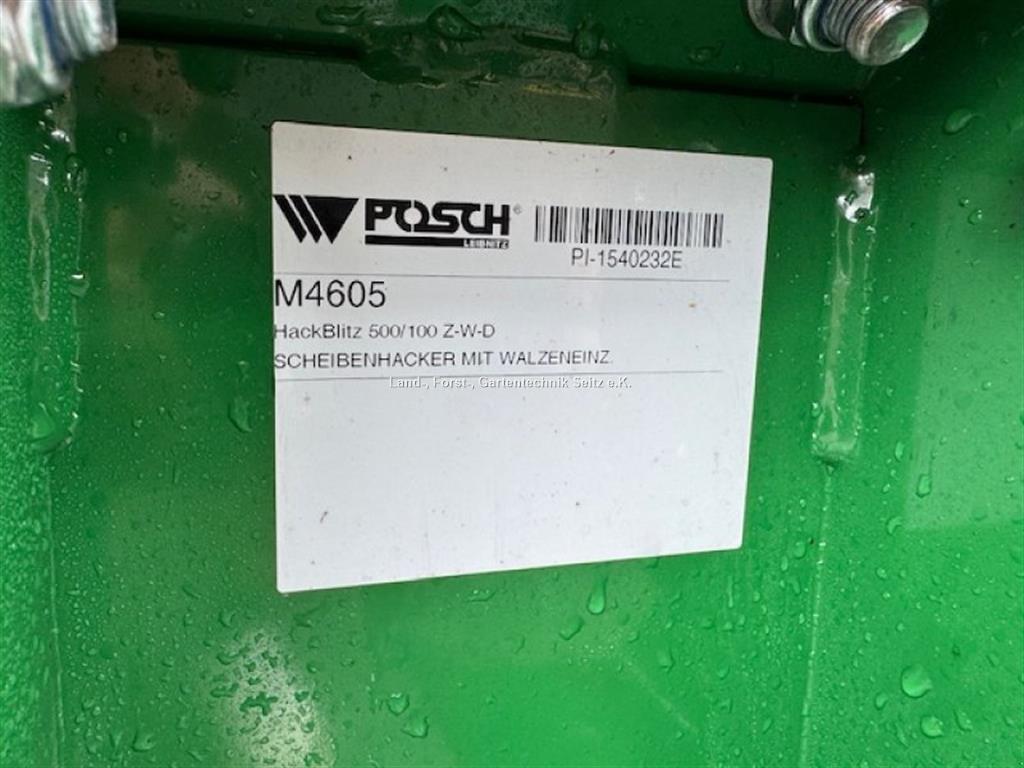 POSCH®
LEIBNITZ
PI-1540232E
M4605
HackBlitz 500/100 Z-W-D
SCHEIBENHACKER MIT WALZENEINZ.
Land-, Forst-, Gartentechnik Seitz e.K.